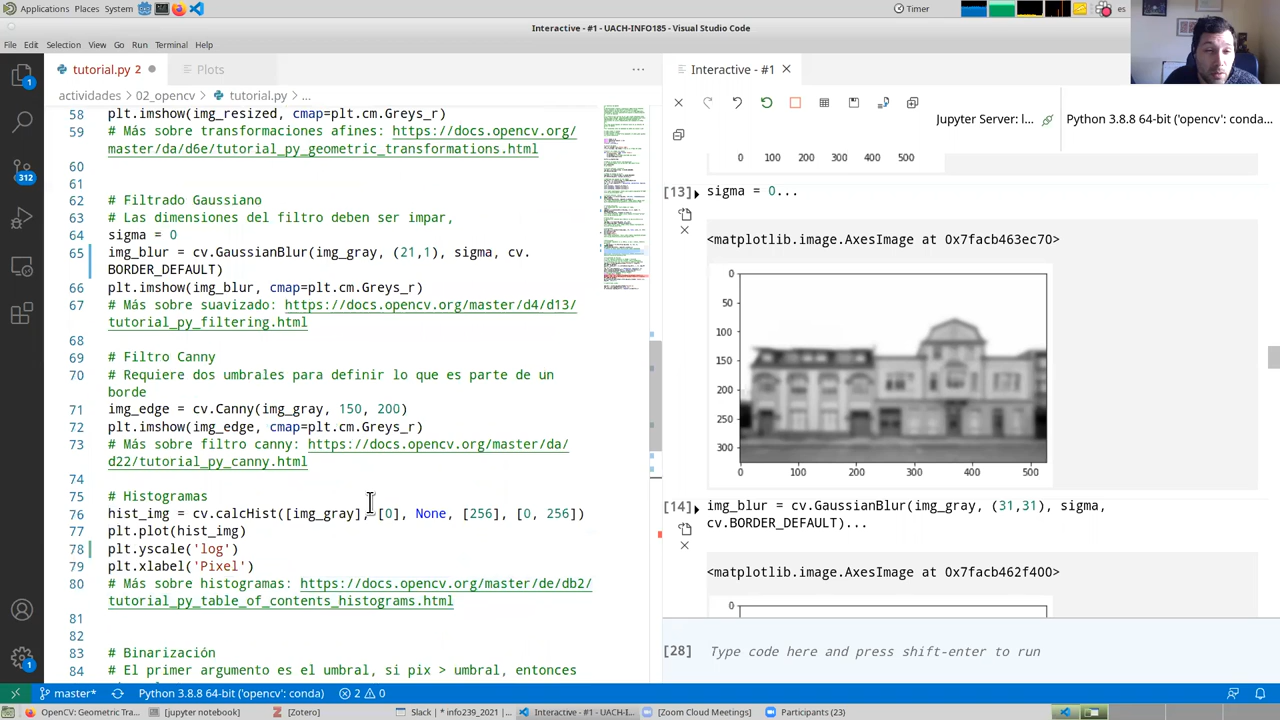 Applications Places System
Timer
es
Interactive - #1 - UACH-INFO185 - Visual Studio Code
File Edit Selection View Go Run Terminal Help
tutorial.py 2
Plots
Interactive - #1
actividades > 02_opencv > tutorial.py > ...
Jupyter Server: l...
Python 3.8.8 64-bit ('opencv': conda...
58 plt.imshow(img_resized, cmap=plt.cm.Greys_r)
59 # Más sobre transformaciones afines: https://docs.opencv.org/
master/da/d6e/tutorial_py_geometric_transformations.html
60
61
62 # Filtrado Gaussiano
63 # Las dimensiones del filtro deben ser impar,
64 sigma = 0
65 img_blur = cv.GaussianBlur(img_gray, (21,1), sigma, cv.
BORDER_DEFAULT)
66 plt.imshow(img_blur, cmap=plt.cm.Greys_r)
67 # Más sobre suavizado: https://docs.opencv.org/master/d4/d13/
tutorial_py_filtering.html
68
69 # Filtro Canny
70 # Requiere dos umbrales para definir lo que es parte de un
borde
71 img_edge = cv.Canny(img_gray, 150, 200)
72 plt.imshow(img_edge, cmap=plt.cm.Greys_r)
73 # Más sobre filtro canny: https://docs.opencv.org/master/da/
d22/tutorial_py_canny.html
74
75 # Histogramas
76 hist_img = cv.calcHist([img_gray], [0], None, [256], [0, 256])
77 plt.plot(hist_img)
78 plt.yscale('log')
79 plt.xlabel('Pixel')
80 # Más sobre histogramas: https://docs.opencv.org/master/de/db2/
tutorial_py_table_of_contents_histograms.html
81
82
83 # Binarización
84 # El primer argumento es el umbral, si pix > umbral, entonces
0 100 200 300 400 500
[13] sigma = 0...
<matplotlib.image.AxesImage at
0
50
100
150
200
250
300
0 100 200 300 400 500
[14] img_blur = cv.GaussianBlur(img_gray, (31,31), sigma,
cv.BORDER_DEFAULT)...
<matplotlib.image.AxesImage at 0x7facb462f400>
0
[28] Type code here and press shift-enter to run
1
312
1
master* Python 3.8.8 64-bit ('opencv': conda) 2 0
OpenCV: Geometric Tra... [jupyter notebook] [Zotero] Slack | * info239_2021 | ... Interactive - #1 - UACH-I... [Zoom Cloud Meetings] Participants (23)